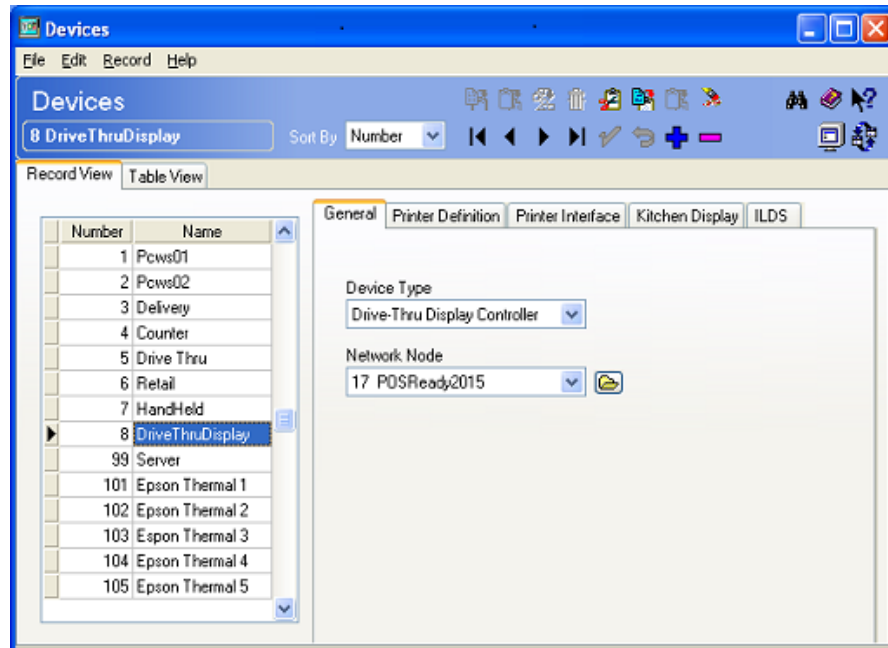 Devices
File Edit Record Help
Devices
8 DriveThruDisplay
Sort By Number
Record View Table View
General Printer Definition Printer Interface Kitchen Display ILDS
Number Name
1 Pcws01
2 Pcws02
3 Delivery
4 Counter
5 Drive Thru
6 Retail
7 HandHeld
8 DriveThruDisplay
99 Server
101 Epson Thermal 1
102 Epson Thermal 2
103 Espon Thermal 3
104 Epson Thermal 4
105 Epson Thermal 5
Device Type
Drive-Thru Display Controller
Network Node
17 POSReady2015